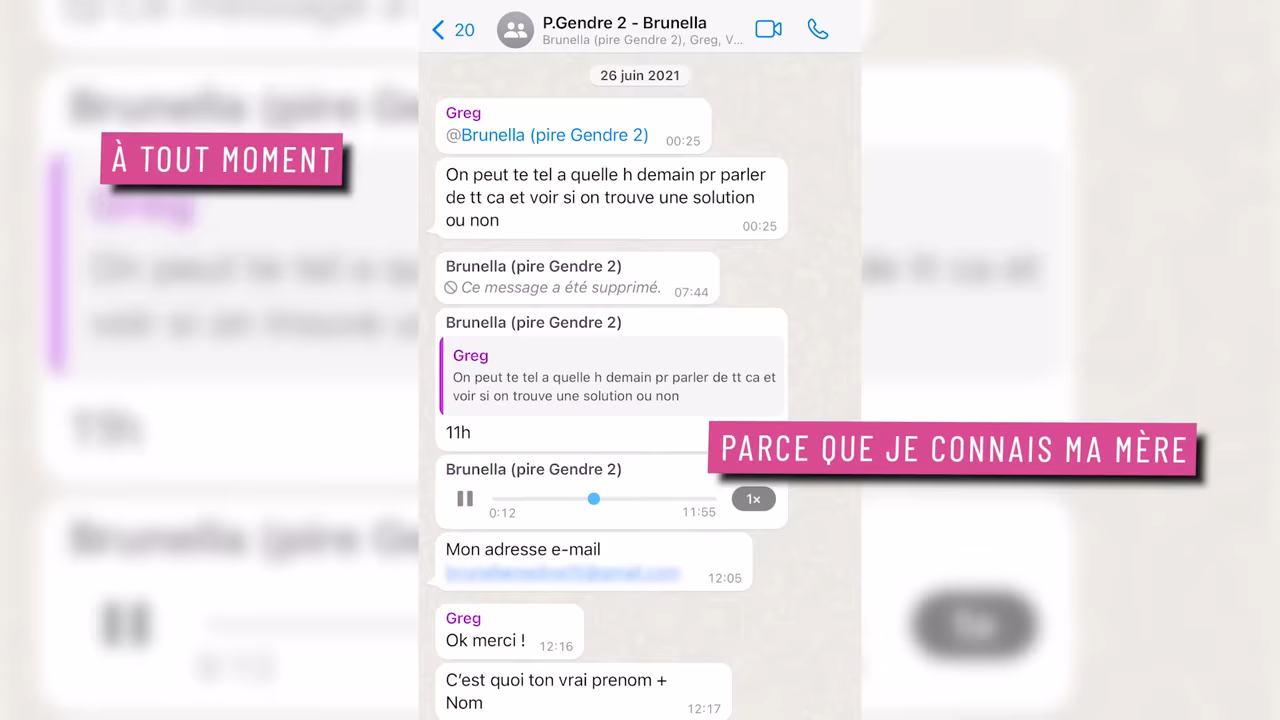 20
P.Gendre 2 - Brunella
Brunella (pire Gendre 2), Greg, V...
26 juin 2021
Greg
@Brunella (pire Gendre 2)
00:25
On peut te tel a quelle h demain pr parler
de tt ca et voir si on trouve une solution
ou non
00:25
Brunella (pire Gendre 2)
Ce message a été supprimé.
07:44
Brunella (pire Gendre 2)
Greg
On peut te tel a quelle h demain pr parler de tt ca et
voir si on trouve une solution ou non
11h
Brunella (pire Gendre 2)
1x
0:12
11:55
Mon adresse e-mail
12:05
Greg
Ok merci !
12:16
C'est quoi ton vrai prenom +
Nom
12:17
À TOUT MOMENT
PARCE QUE JE CONNAIS MA MÈRE